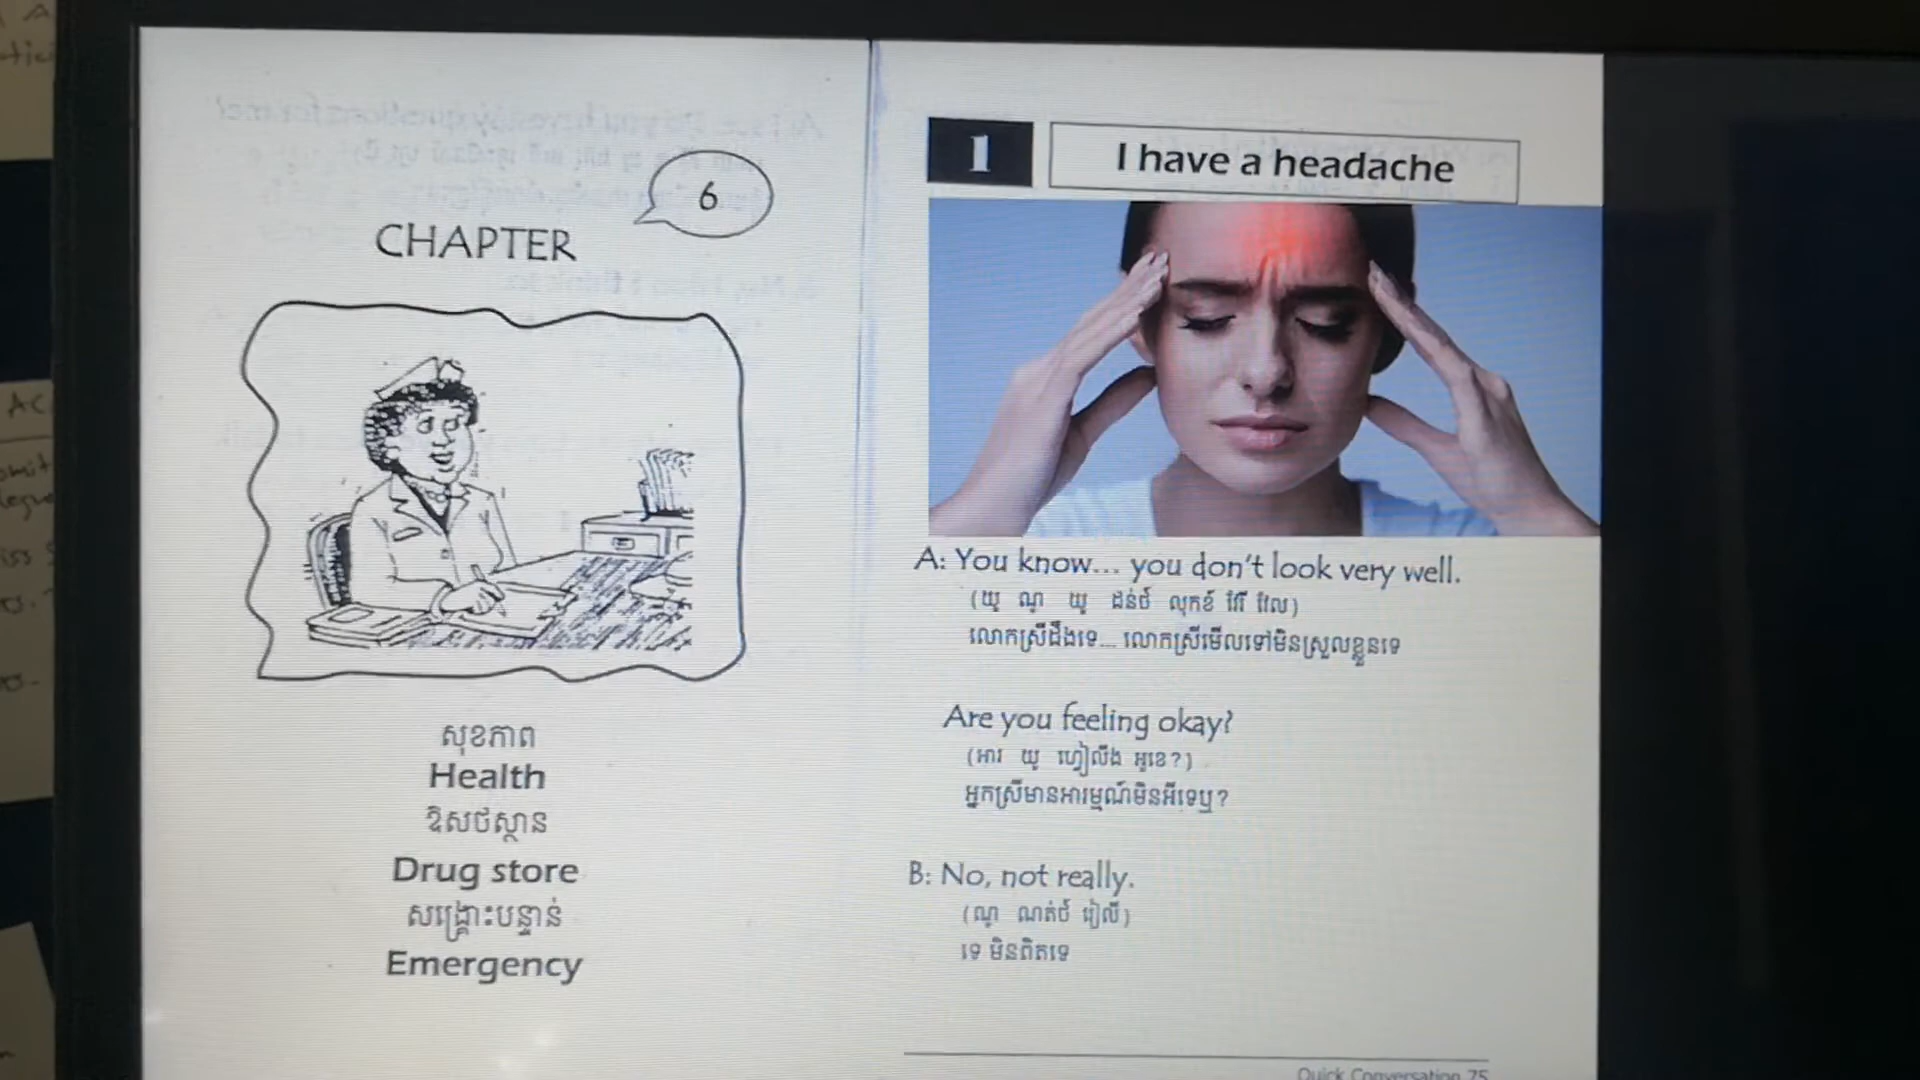 6
CHAPTER
សុខភាព
Health
ឱសថស្ថាន
Drug store
សង្គ្រោះបន្ទាន់
Emergency
1
I have a headache
A: You know... you don't look very well.
(យូ ណូ យូ ដន់ថ៍ លុកខ៍ វែរី វែល)
លោកស្រីដឹងទេ... លោកស្រីមើលទៅមិនស្រួលខ្លួនទេ
Are you feeling okay?
(អារ យូ ហ្វៀលីង អូខេ?)
អ្នកស្រីមានអារម្មណ៍មិនអីទេឬ?
B: No, not really.
(ណូ ណត់ថ៍ រៀលី)
ទេ មិនពិតទេ
Quick Conversation 75